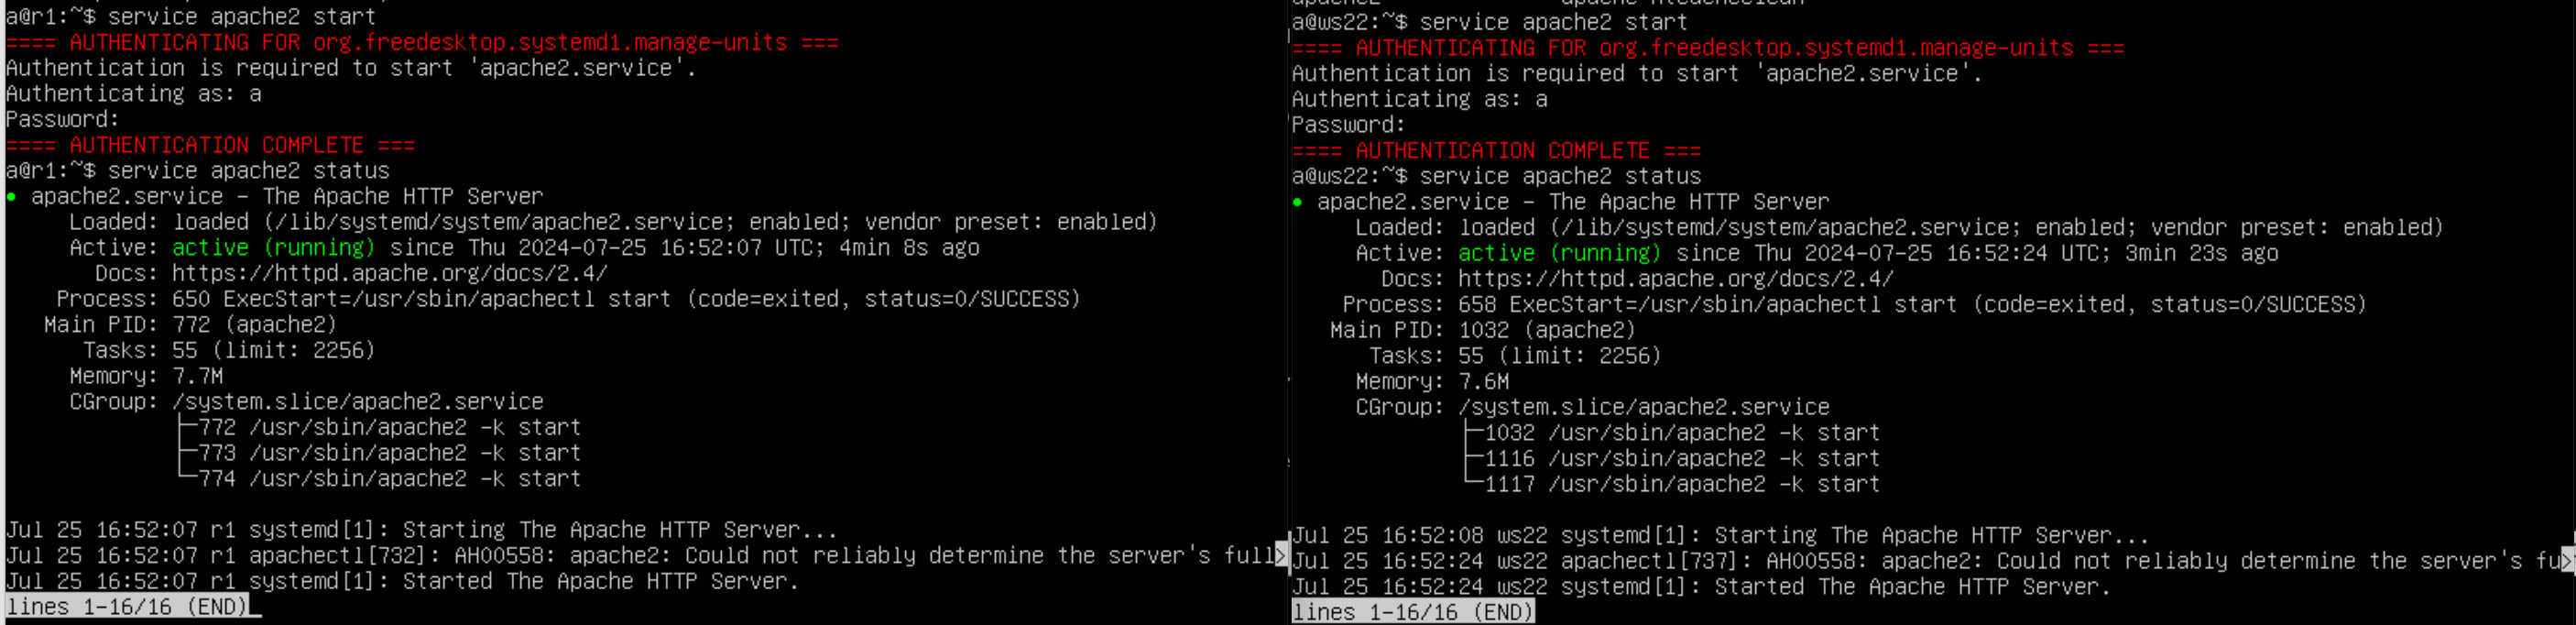 a@r1:~$ service apache2 start
==== AUTHENTICATING FOR org.freedesktop.systemd1.manage-units ===
Authentication is required to start 'apache2.service'.
Authenticating as: a
Password:
==== AUTHENTICATION COMPLETE ===
a@r1:~$ service apache2 status
● apache2.service – The Apache HTTP Server
Loaded: loaded (/lib/systemd/system/apache2.service; enabled; vendor preset: enabled)
Active: active (running) since Thu 2024-07-25 16:52:07 UTC; 4min 8s ago
Docs: https://httpd.apache.org/docs/2.4/
Process: 650 ExecStart=/usr/sbin/apachectl start (code=exited, status=0/SUCCESS)
Main PID: 772 (apache2)
Tasks: 55 (limit: 2256)
Memory: 7.7M
CGroup: /system.slice/apache2.service
├─772 /usr/sbin/apache2 -k start
├─773 /usr/sbin/apache2 -k start
└─774 /usr/sbin/apache2 -k start
Jul 25 16:52:07 r1 systemd[1]: Starting The Apache HTTP Server...
Jul 25 16:52:07 r1 apachectl[732]: AH00558: apache2: Could not reliably determine the server's full>
Jul 25 16:52:07 r1 systemd[1]: Started The Apache HTTP Server.
lines 1-16/16 (END)
a@ws22:~$ service apache2 start
==== AUTHENTICATING FOR org.freedesktop.systemd1.manage-units ===
Authentication is required to start 'apache2.service'.
Authenticating as: a
Password:
==== AUTHENTICATION COMPLETE ===
a@ws22:~$ service apache2 status
● apache2.service – The Apache HTTP Server
Loaded: loaded (/lib/systemd/system/apache2.service; enabled; vendor preset: enabled)
Active: active (running) since Thu 2024-07-25 16:52:24 UTC; 3min 23s ago
Docs: https://httpd.apache.org/docs/2.4/
Process: 658 ExecStart=/usr/sbin/apachectl start (code=exited, status=0/SUCCESS)
Main PID: 1032 (apache2)
Tasks: 55 (limit: 2256)
Memory: 7.6M
CGroup: /system.slice/apache2.service
├─1032 /usr/sbin/apache2 -k start
├─1116 /usr/sbin/apache2 -k start
└─1117 /usr/sbin/apache2 -k start
Jul 25 16:52:08 ws22 systemd[1]: Starting The Apache HTTP Server...
Jul 25 16:52:24 ws22 apachectl[737]: AH00558: apache2: Could not reliably determine the server's fu>
Jul 25 16:52:24 ws22 systemd[1]: Started The Apache HTTP Server.
lines 1-16/16 (END)